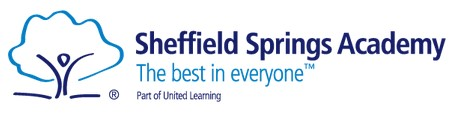 Sheffield Springs Academy
The best in everyone™
Part of United Learning
®